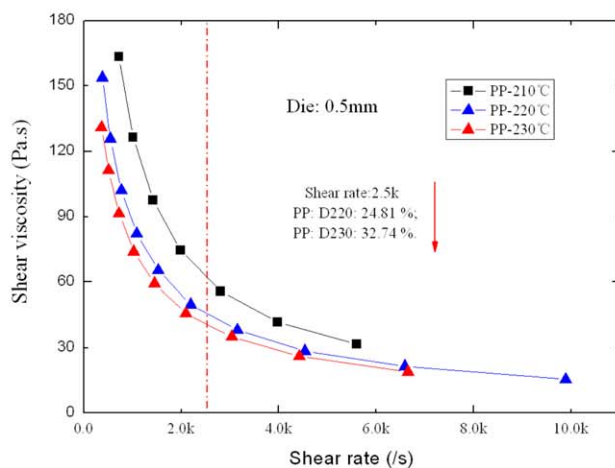 180
150
120
90
60
30
0
Shear viscosity (Pa.s)
Die: 0.5mm
PP-210℃
PP-220℃
PP-230℃
Shear rate:2.5k
PP: D220: 24.81 %;
PP: D230: 32.74 %.
0.0 2.0k 4.0k 6.0k 8.0k 10.0k
Shear rate (/s)